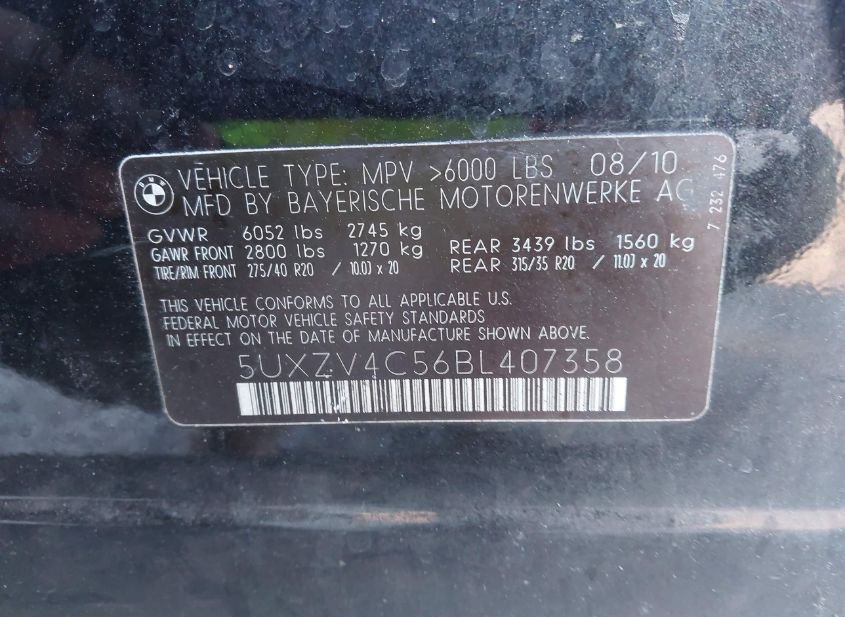 BMW
VEHICLE TYPE: MPV >6000 LBS 08/10
MFD BY BAYERISCHE MOTORENWERKE AG
GVWR 6052 lbs 2745 kg
GAWR FRONT 2800 lbs 1270 kg REAR 3439 lbs 1560 kg
TIRE/RIM FRONT 275/40 R20 / 10.0J x 20 REAR 315/35 R20 / 11.0J x 20
THIS VEHICLE CONFORMS TO ALL APPLICABLE U.S.
FEDERAL MOTOR VEHICLE SAFETY STANDARDS
IN EFFECT ON THE DATE OF MANUFACTURE SHOWN ABOVE.
5UXZV4C56BL407358
7 232 476